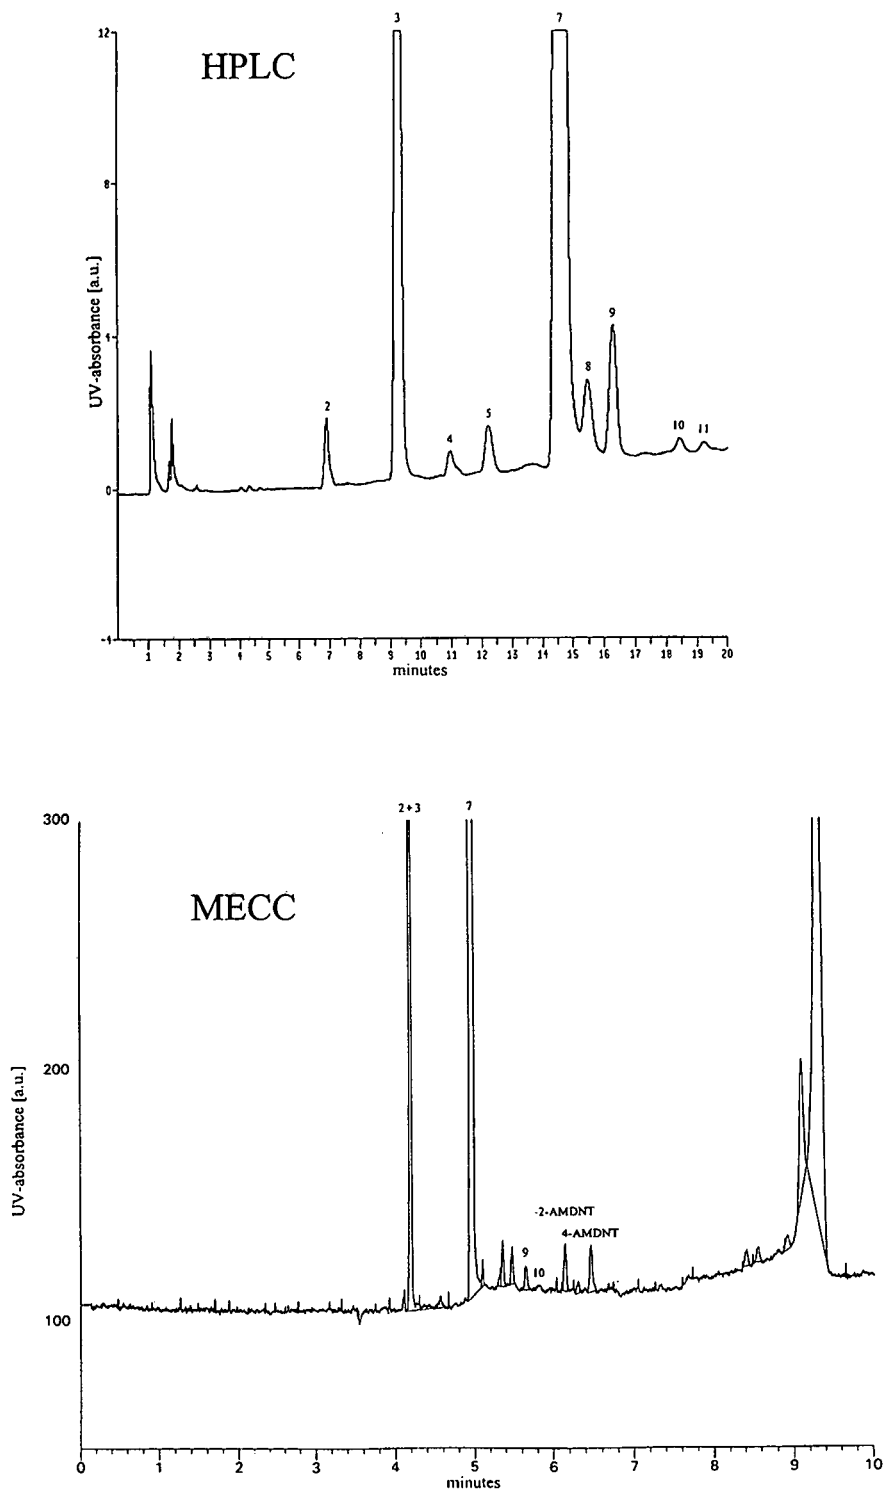 3 7
12
HPLC
8
UV-absorbance [a.u.]
4
9
8
2 4 5
10 11
0
-4
1 2 3 4 5 6 7 8 9 10 11 12 13 14 15 16 17 18 19 20
minutes
300
2+3 7
MECC
200
UV-absorbance [a.u.]
-2-AMDNT
4-AMDNT
9
10
100
0 1 2 3 4 5 6 7 8 9 10
minutes